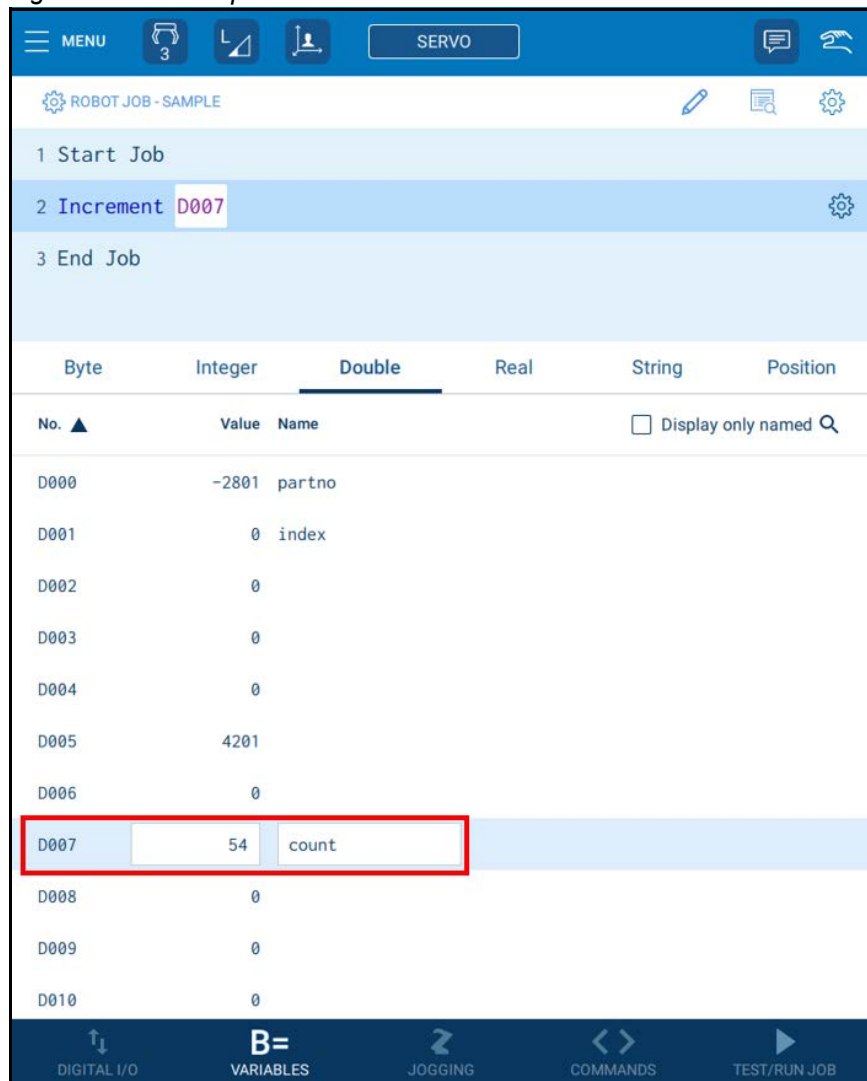 MENU 3 L SERVO
ROBOT JOB - SAMPLE
1 Start Job
2 Increment D007
3 End Job
Byte Integer Double Real String Position
No. ▲ Value Name Display only named
D000 -2801 partno
D001 0 index
D002 0
D003 0
D004 0
D005 4201
D006 0
D007 54 count
D008 0
D009 0
D010 0
B=
DIGITAL I/O VARIABLES JOGGING COMMANDS TEST/RUN JOB